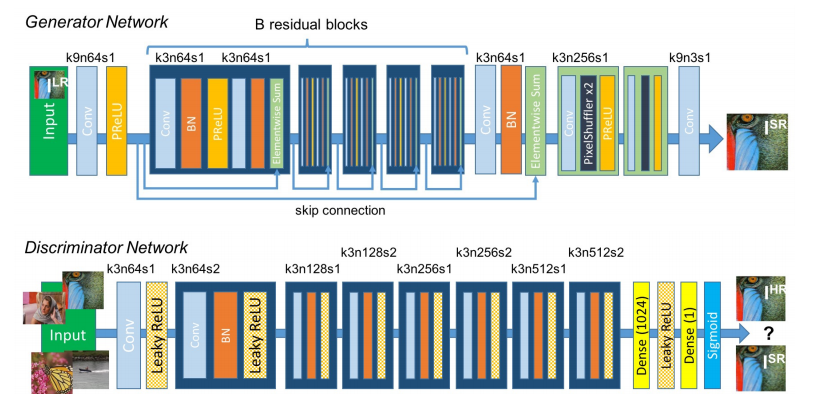 Generator Network
B residual blocks
k9n64s1
k3n64s1
k3n64s1
k3n64s1
k3n256s1
k9n3s1
Input
I LR
Conv
PReLU
Conv
BN
PReLU
Elementwise Sum
Conv
BN
Elementwise Sum
Conv
PixelShuffler x2
PReLU
Conv
I SR
skip connection
Discriminator Network
k3n64s1
k3n64s2
k3n128s1
k3n128s2
k3n256s1
k3n256s2
k3n512s1
k3n512s2
Input
Conv
Leaky ReLU
Conv
BN
Leaky ReLU
Dense (1024)
Leaky ReLU
Dense (1)
Sigmoid
I HR
?
I SR